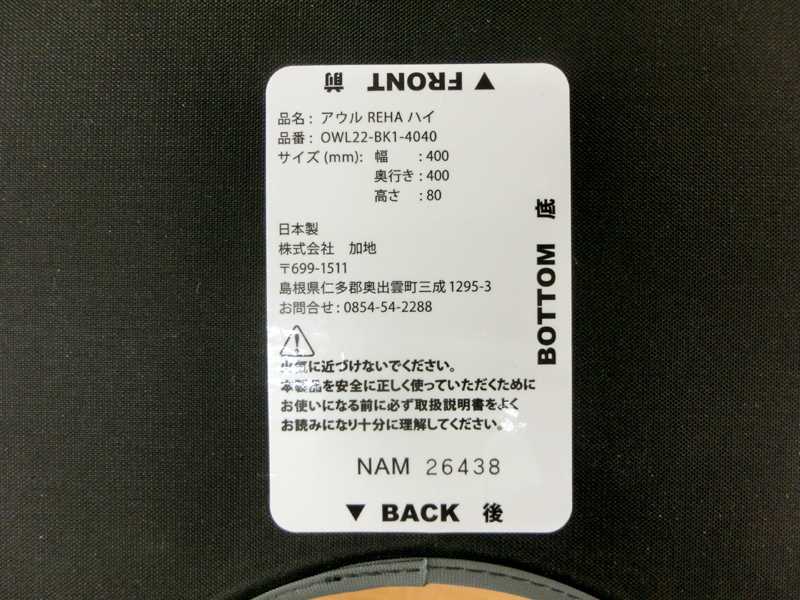 ▼ FRONT 前
品名： アウル REHA ハイ
品番： OWL22-BK1-4040
サイズ (mm): 幅 : 400
奥行き : 400
高さ : 80
日本製
株式会社 加地
〒699-1511
島根県仁多郡奥出雲町三成 1295-3
お問合せ : 0854-54-2288
火気に近づけないでください。
本製品を安全に正しく使っていただくために
お使いになる前に必ず取扱説明書をよく
お読みになり十分に理解してください。
NAM 26438
▼ BACK 後
BOTTOM 底